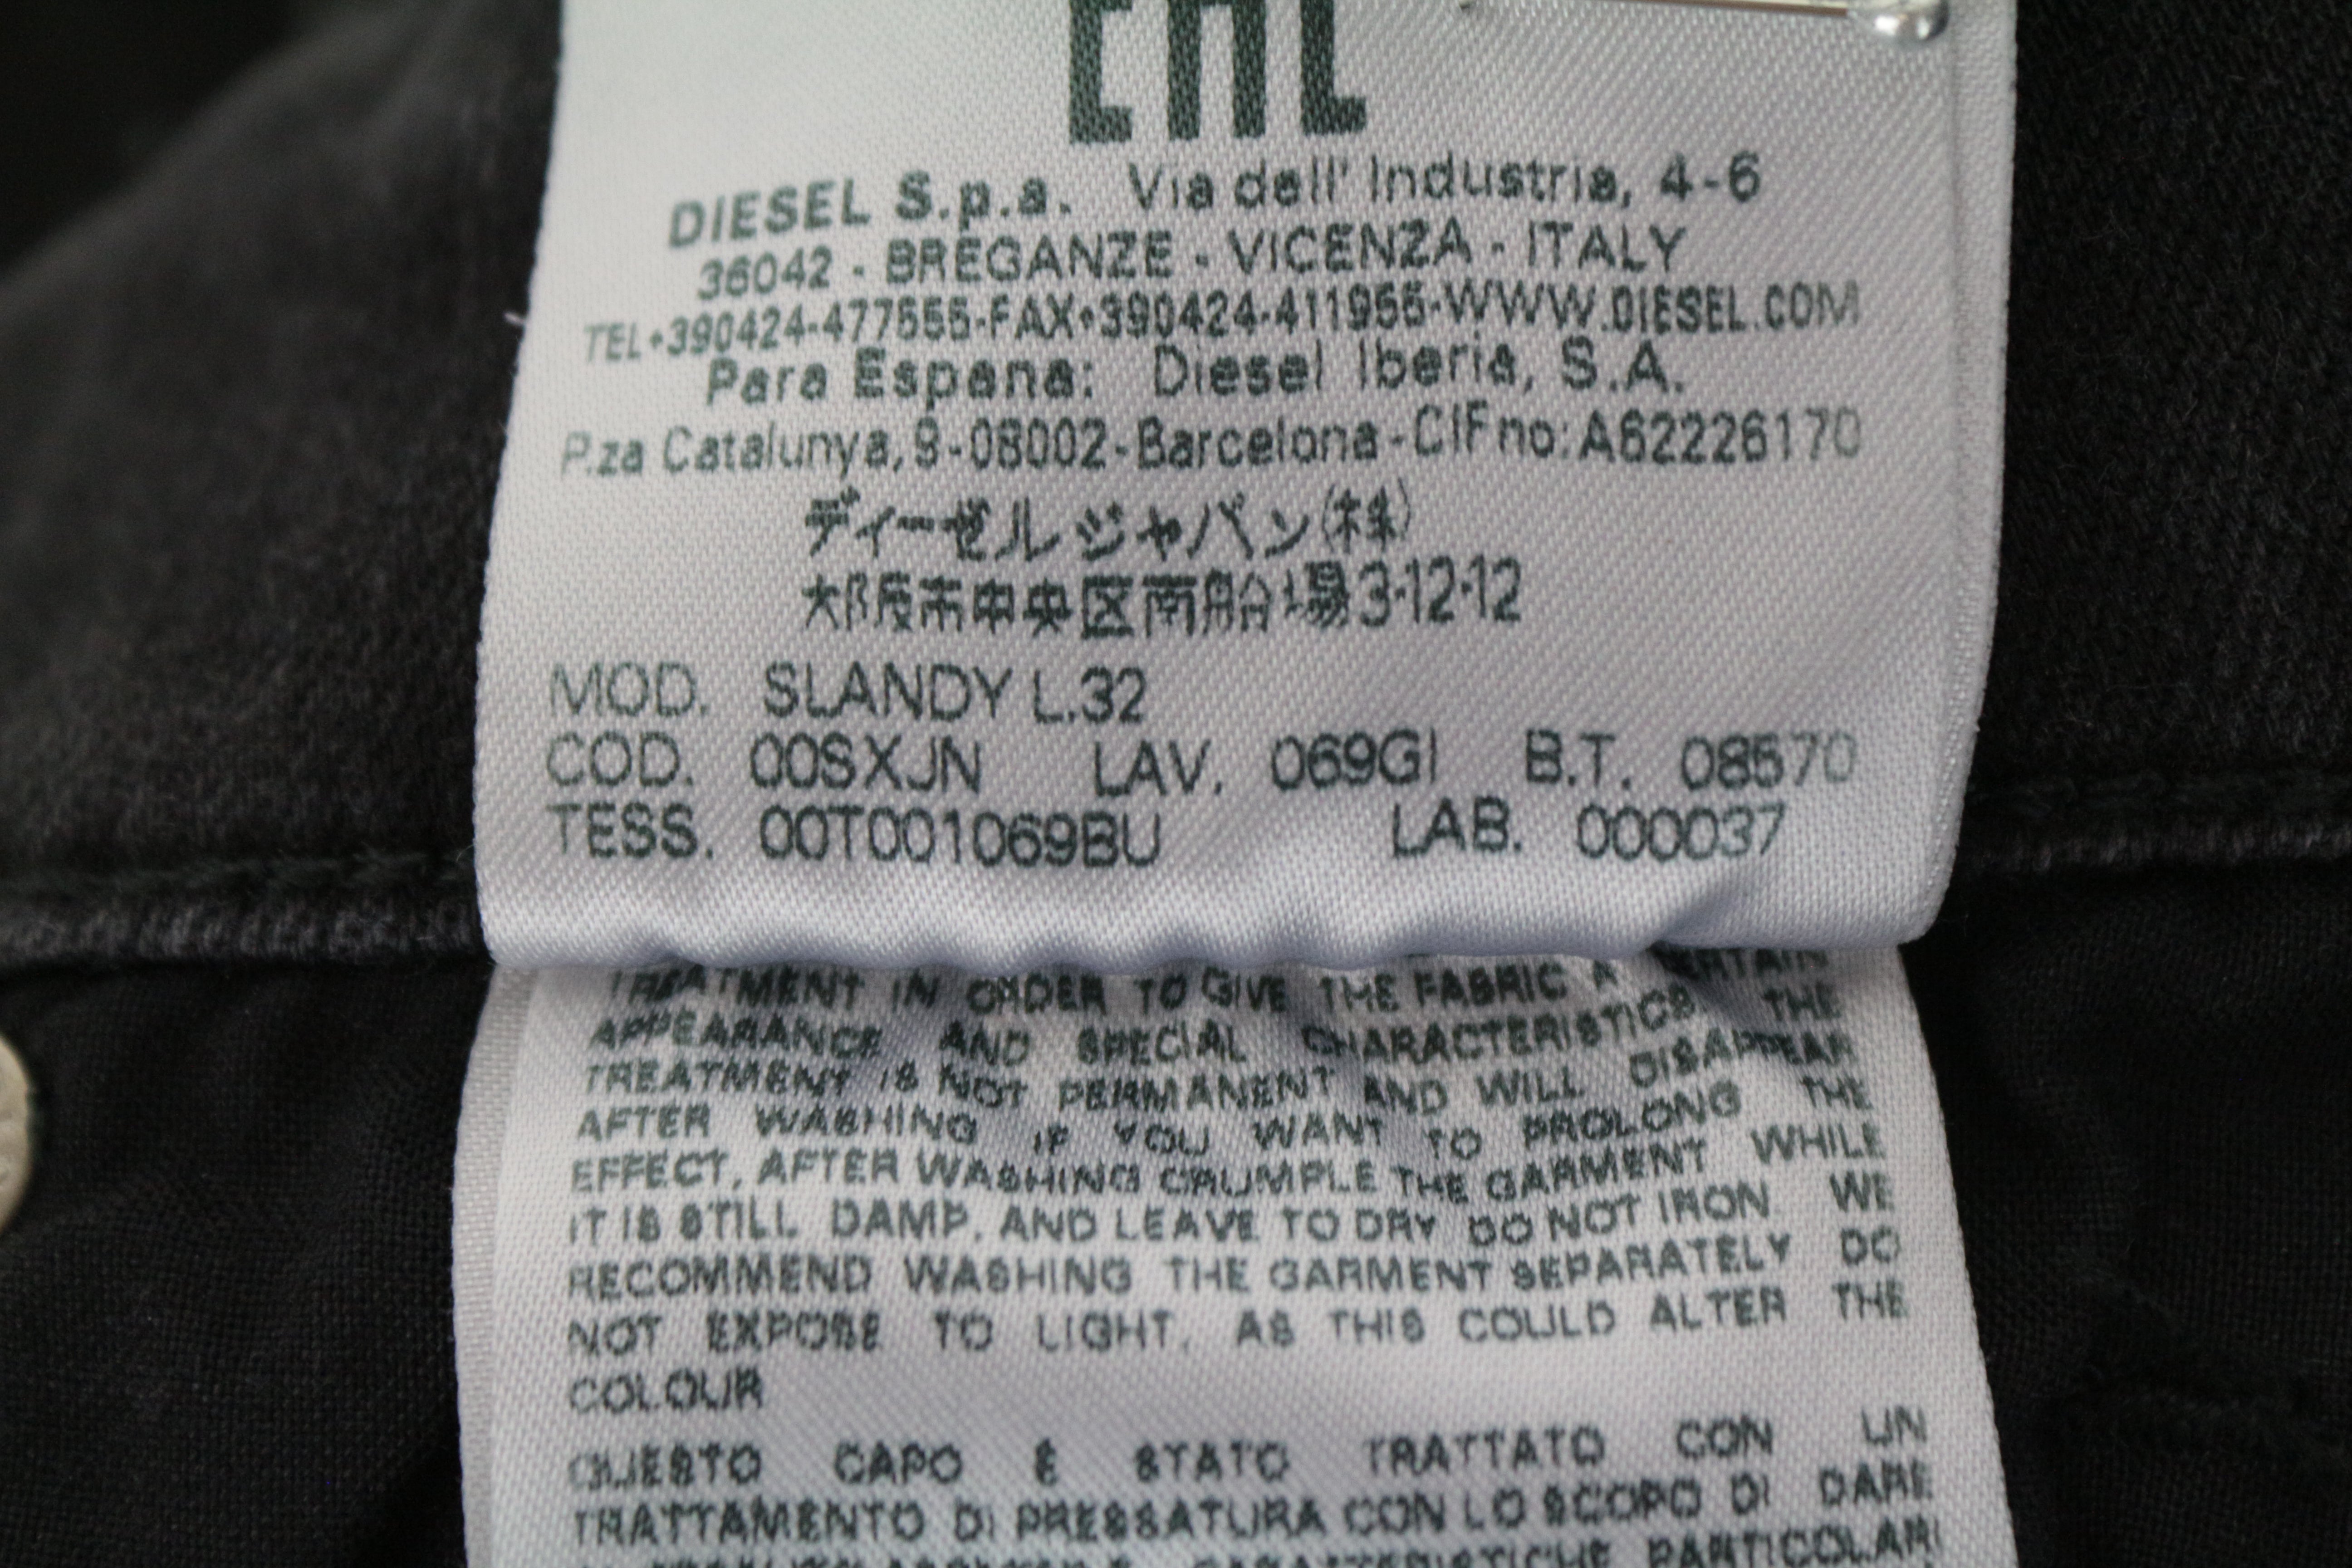 EAC
DIESEL S.p.a. Via dell' Industria, 4-6
36042 - BREGANZE - VICENZA - ITALY
TEL+390424-477555-FAX+390424-411955-WWW.DIESEL.COM
Para Espana: Diesel Iberia, S.A.
P.za Catalunya, 9-08002-Barcelona-CIF no: A62226170
ディーゼルジャパン(株)
大阪市中央区南船場3-12-12
MOD. SLANDY L.32
COD. 00SXJN LAV. 069GI B.T. 08570
TESS. 00T001069BU LAB. 000037
TREATMENT IN ORDER TO GIVE THE FABRIC A CERTAIN
APPEARANCE AND SPECIAL CHARACTERISTICS THE
TREATMENT IS NOT PERMANENT AND WILL DISAPPEAR
AFTER WASHING IF YOU WANT TO PROLONG THE
EFFECT, AFTER WASHING CRUMPLE THE GARMENT WHILE
IT IS STILL DAMP, AND LEAVE TO DRY DO NOT IRON WE
RECOMMEND WASHING THE GARMENT SEPARATELY DO
NOT EXPOSE TO LIGHT, AS THIS COULD ALTER THE
COLOUR
QUESTO CAPO È STATO TRATTATO CON UN
TRATTAMENTO DI PRESSATURA CON LO SCOPO DI DARE
CARATTERISTICHE PARTICOLARI